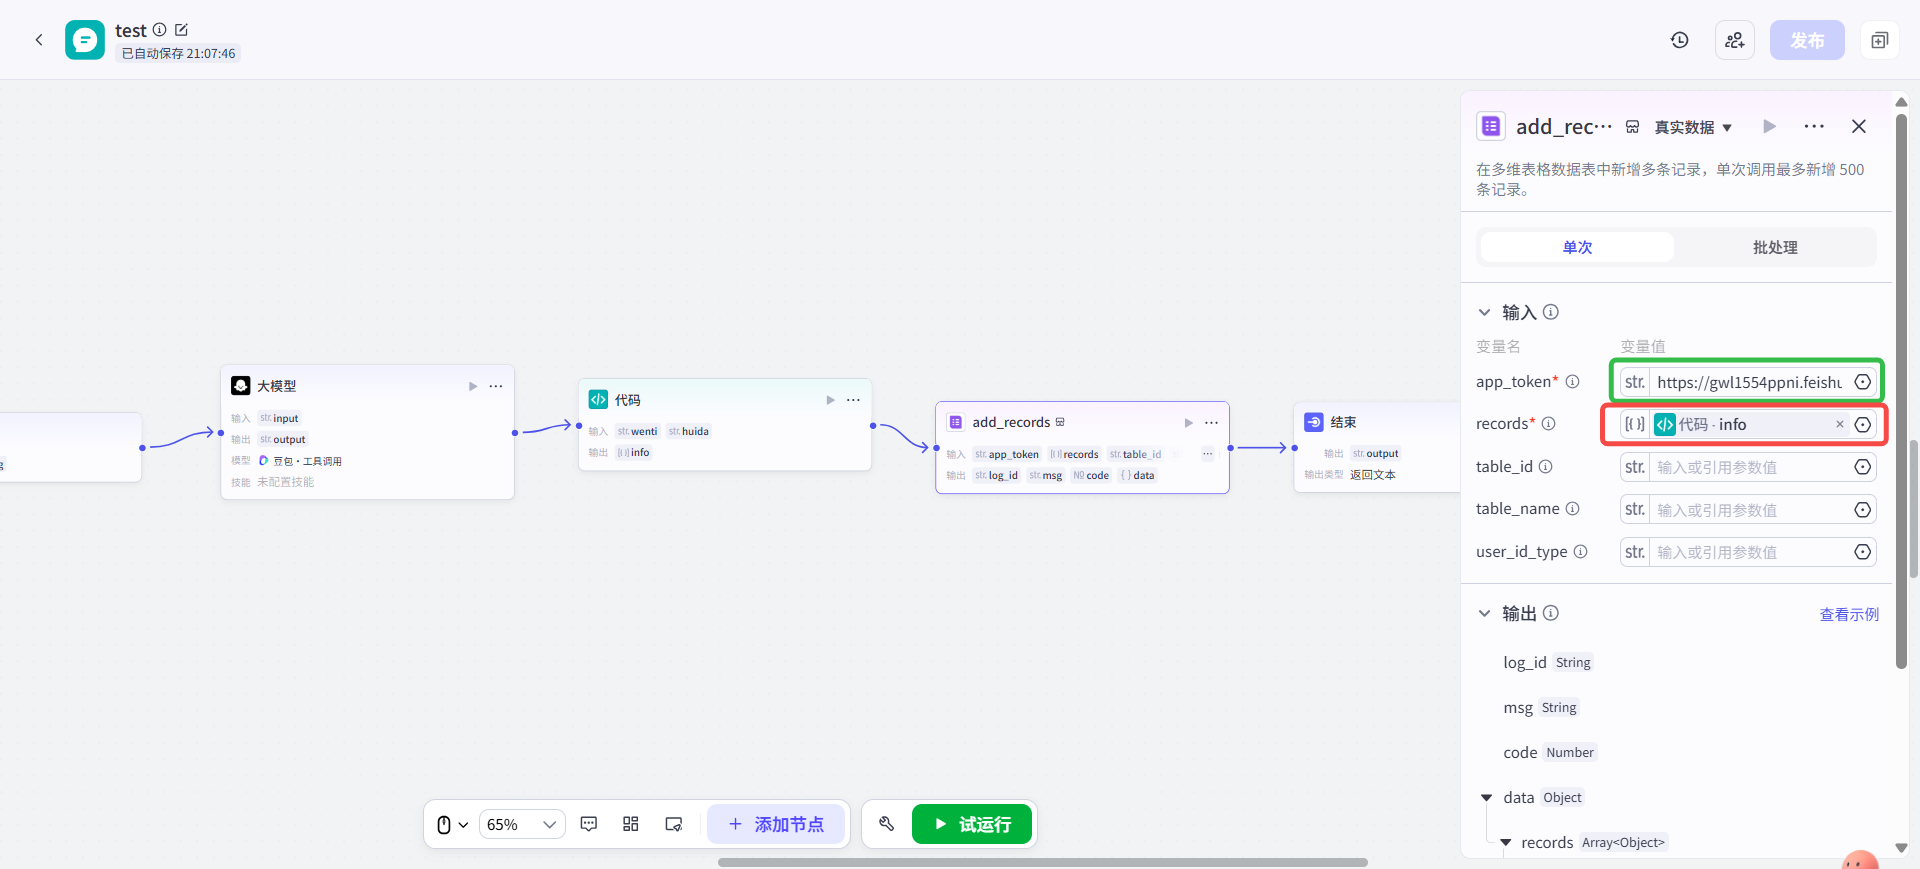 test
已自动保存 21:07:46
发布
大模型
输入 str. input
输出 str. output
模型 豆包・工具调用
技能 未配置技能
代码
输入 str. wenti str. huida
输出 info
add_records
输入 str. app_token records str. table_id
输出 str. log_id str. msg code data
结束
输出 str. output
输出类型 返回文本
65%
添加节点
试运行
add_rec···
真实数据
在多维表格数据表中新增多条记录，单次调用最多新增 500
条记录。
单次
批处理
输入
变量名 变量值
app_token* str. https://gwl1554ppni.feish
records* 代码 · info
table_id str. 输入或引用参数值
table_name str. 输入或引用参数值
user_id_type str. 输入或引用参数值
输出
查看示例
log_id String
msg String
code Number
data Object
records Array<Object>